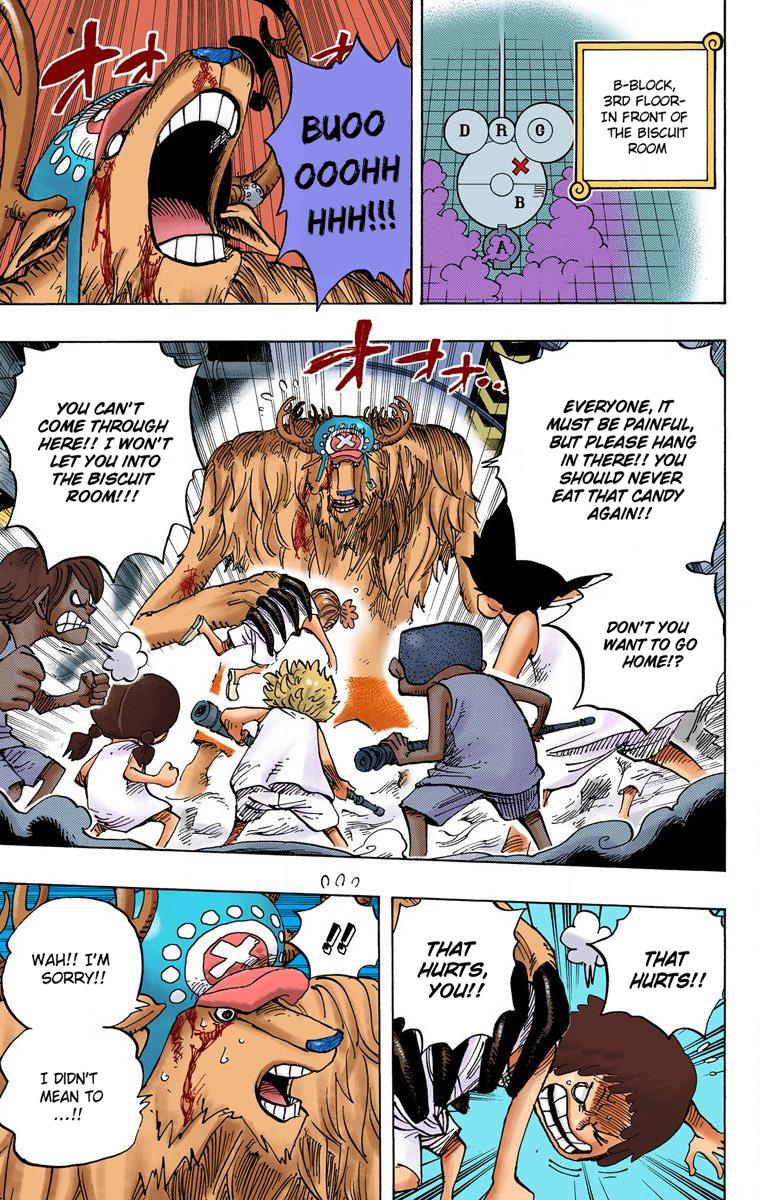 B-BLOCK,
3RD FLOOR-
IN FRONT OF
THE BISCUIT
ROOM
D R G
B
A
オオオ
BUOO
OOOHH
HHH!!!
オオオ...
EVERYONE, IT
MUST BE PAINFUL,
BUT PLEASE HANG
IN THERE!! YOU
SHOULD NEVER
EAT THAT CANDY
AGAIN!!
DON'T YOU
WANT TO GO
HOME!?
YOU CAN'T
COME THROUGH
HERE!! I WON'T
LET YOU INTO
THE BISCUIT
ROOM!!!
THAT
HURTS!!
THAT
HURTS,
YOU!!
!!
WAH!! I'M
SORRY!!
I DIDN'T
MEAN TO
...!!